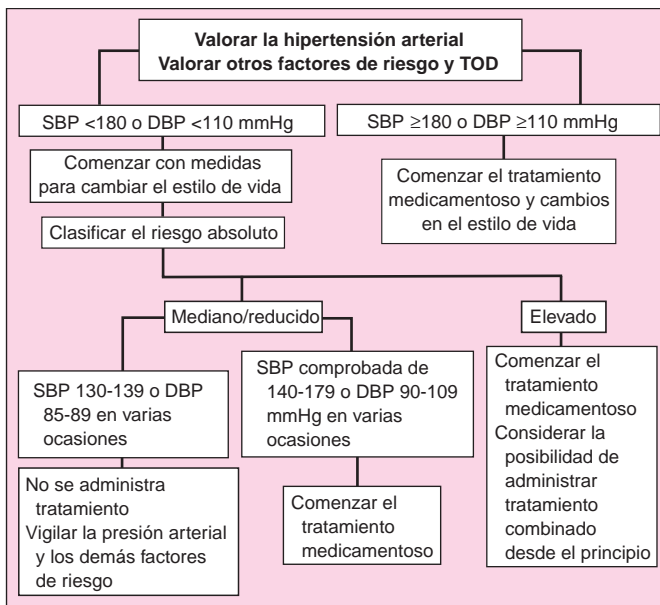 Valorar la hipertensión arterial
Valorar otros factores de riesgo y TOD
SBP <180 o DBP <110 mmHg
SBP ≥180 o DBP ≥110 mmHg
Comenzar con medidas
para cambiar el estilo de vida
Comenzar el tratamiento
medicamentoso y cambios
en el estilo de vida
Clasificar el riesgo absoluto
Mediano/reducido
Elevado
SBP 130-139 o DBP
85-89 en varias
ocasiones
SBP comprobada de
140-179 o DBP 90-109
mmHg en varias
ocasiones
Comenzar el
tratamiento
medicamentoso
Considerar la
posibilidad de
administrar
tratamiento
combinado
desde el principio
No se administra
tratamiento
Vigilar la presión arterial
y los demás factores
de riesgo
Comenzar el
tratamiento
medicamentoso